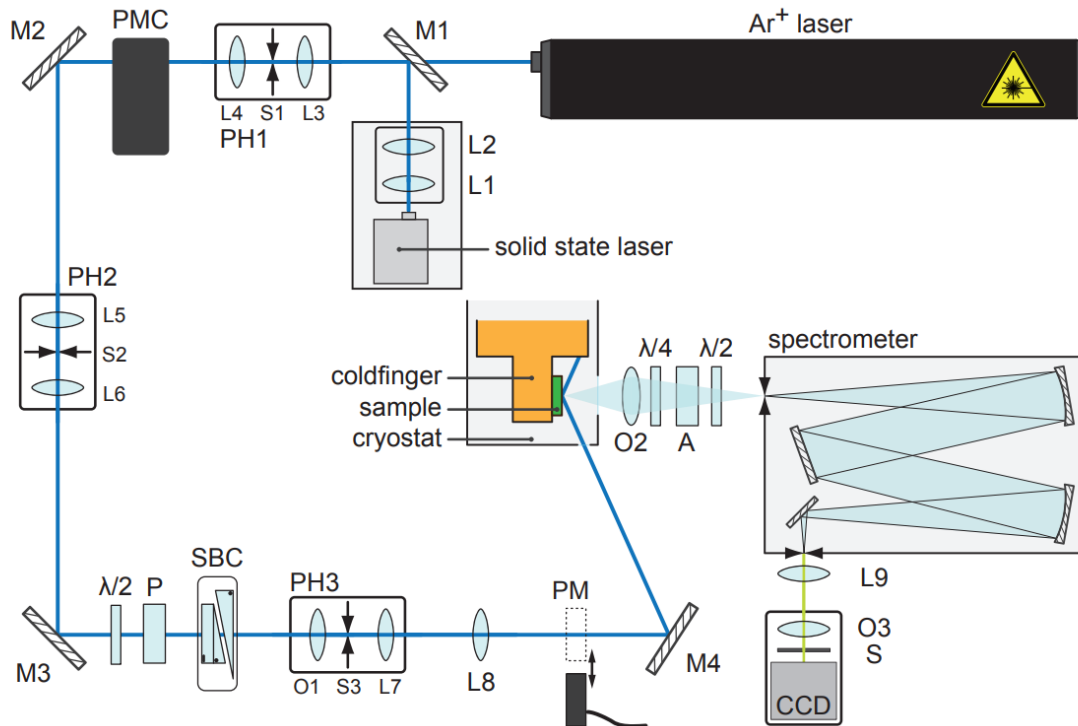 M2
PMC
M1
Ar+ laser
L4 S1 L3
PH1
L2
L1
solid state laser
PH2
L5
S2
L6
spectrometer
λ/4 λ/2
coldfinger
sample
cryostat
O2 A
SBC
λ/2 P
PH3
PM
L9
O3
S
CCD
M3
O1 S3 L7
L8
M4